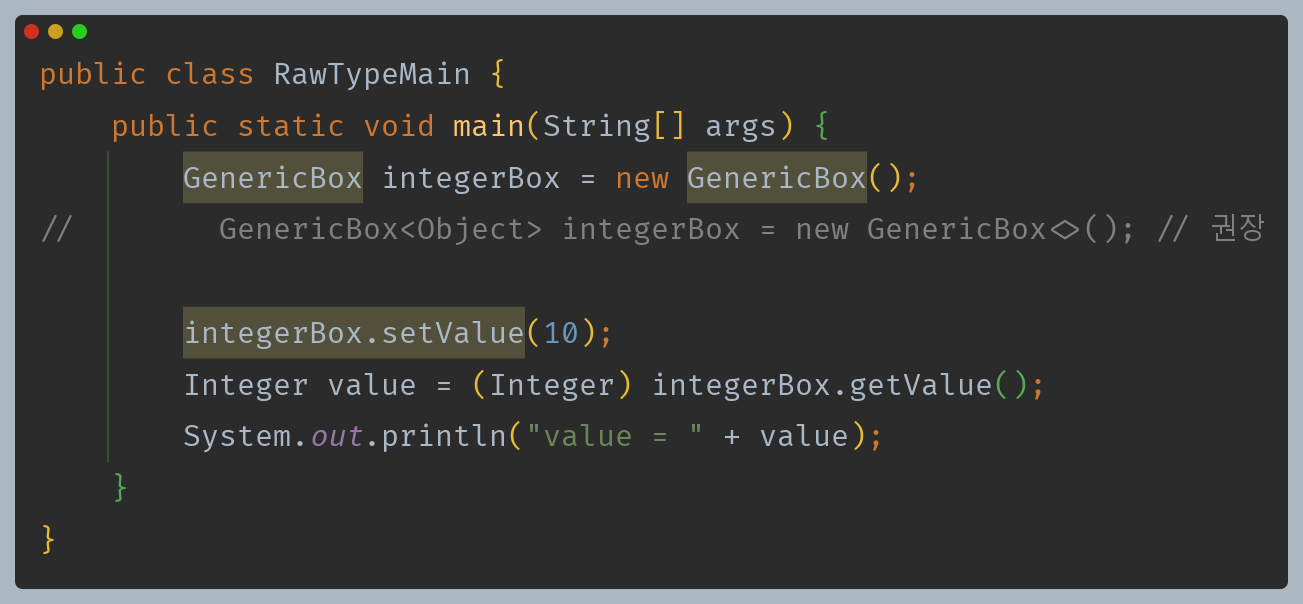 public class RawTypeMain {
    public static void main(String[] args) {
        GenericBox integerBox = new GenericBox();
//        GenericBox<Object> integerBox = new GenericBox<>(); // 권장
        integerBox.setValue(10);
        Integer value = (Integer) integerBox.getValue();
        System.out.println("value = " + value);
    }
}